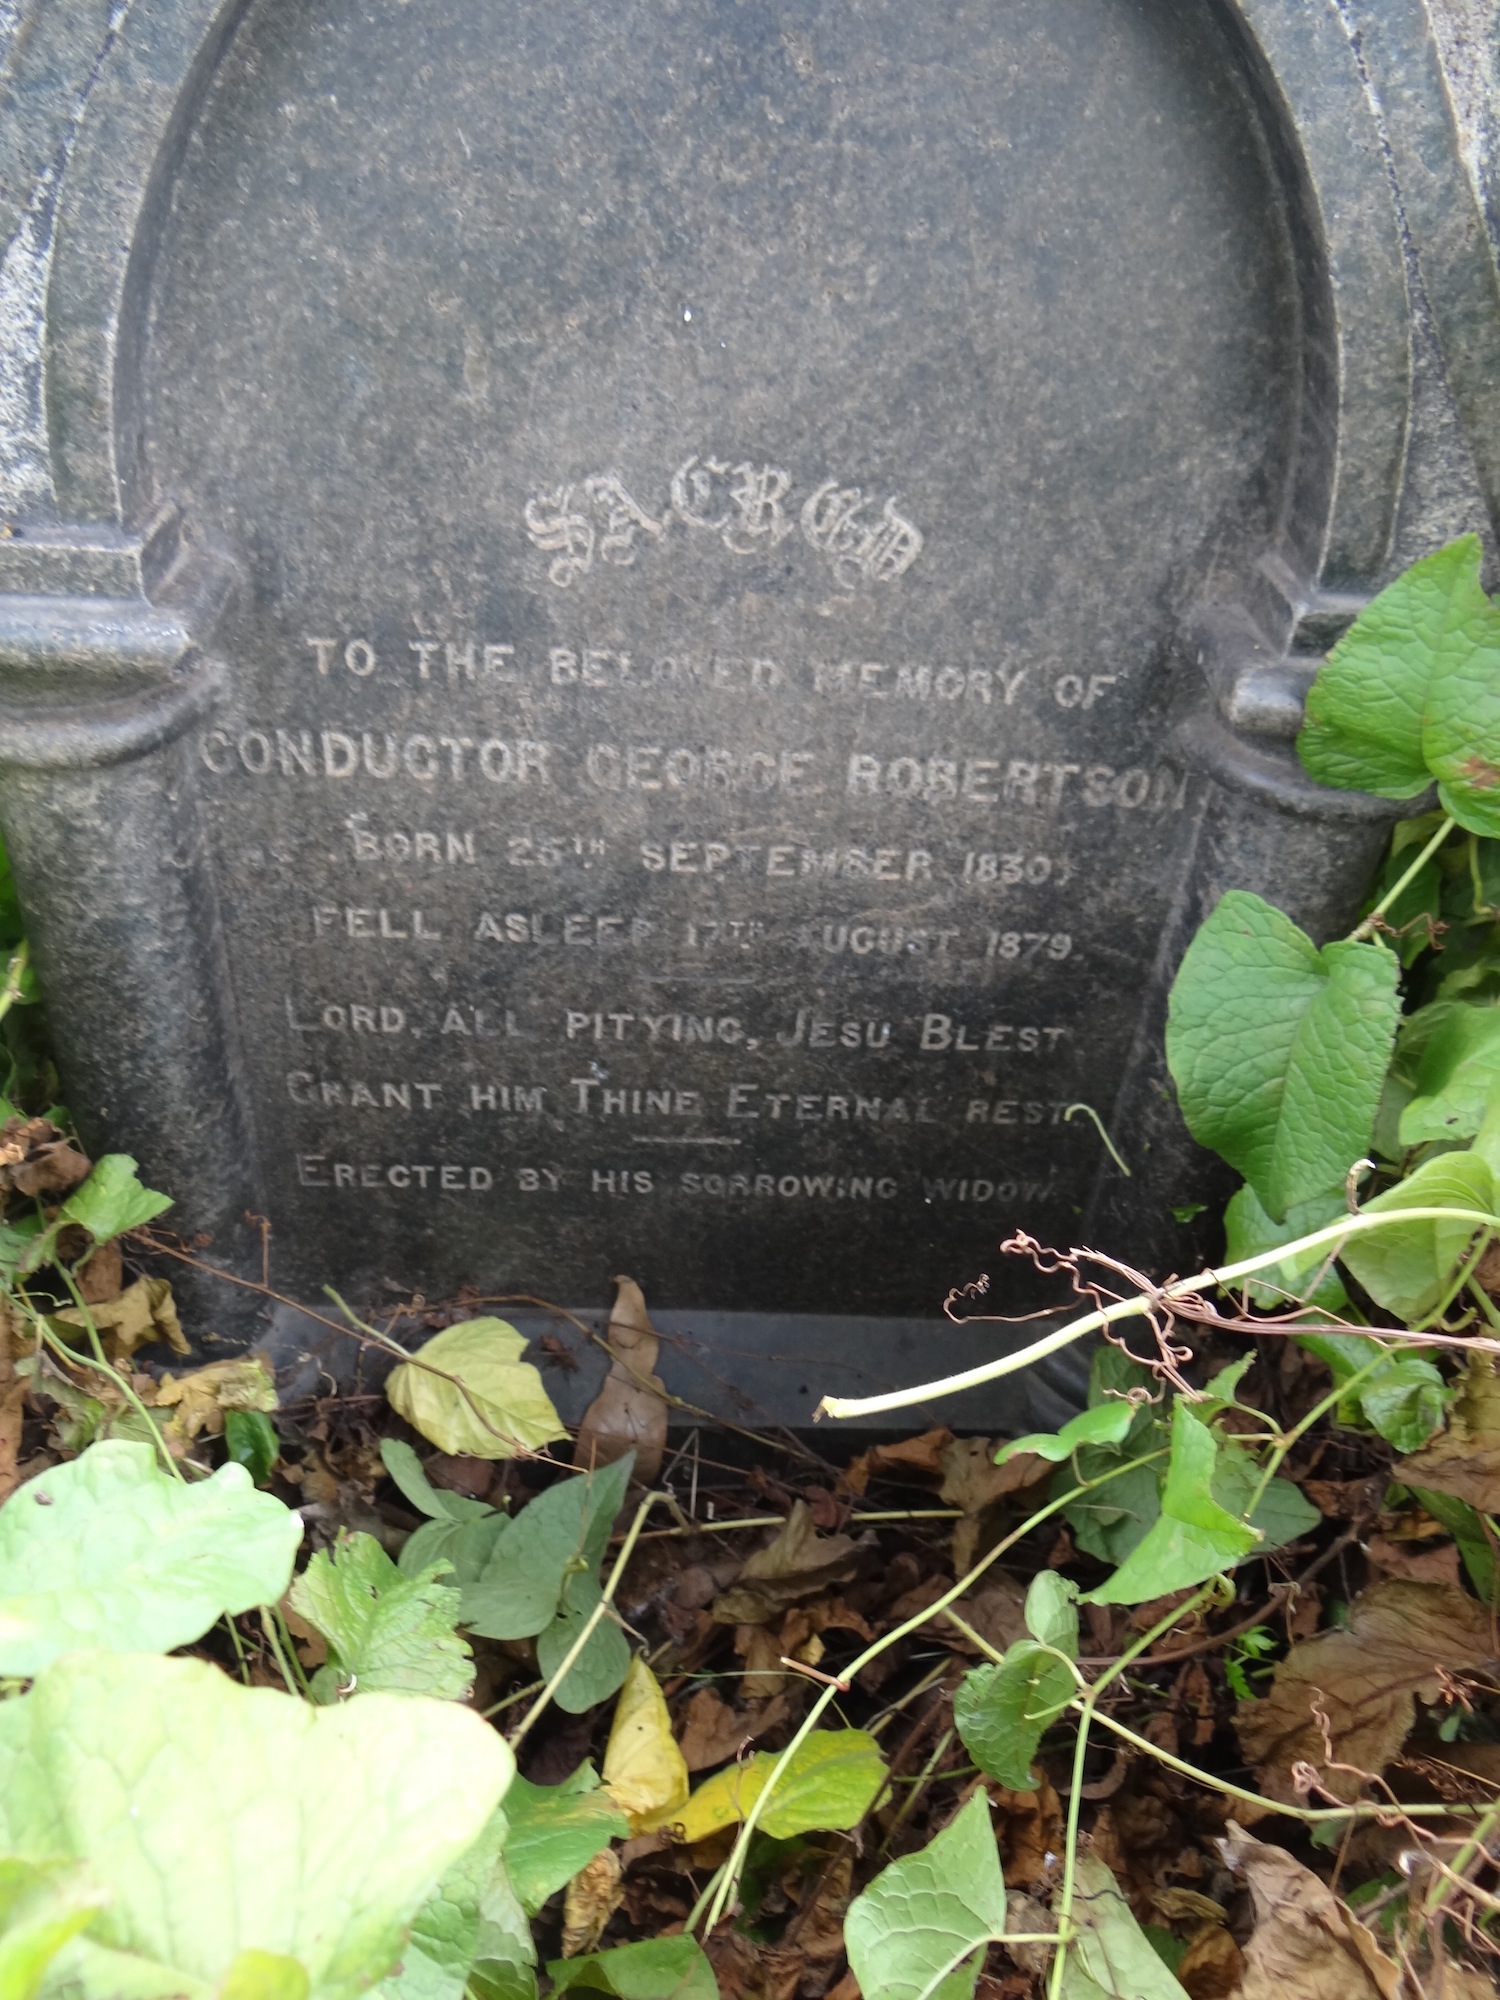 SACRED
TO THE BELOVED MEMORY OF
CONDUCTOR GEORGE ROBERTSON
BORN 25TH SEPTEMBER 1830,
FELL ASLEEP 17TH AUGUST 1879.
LORD, ALL PITYING, JESU BLEST
GRANT HIM THINE ETERNAL REST
ERECTED BY HIS SORROWING WIDOW.